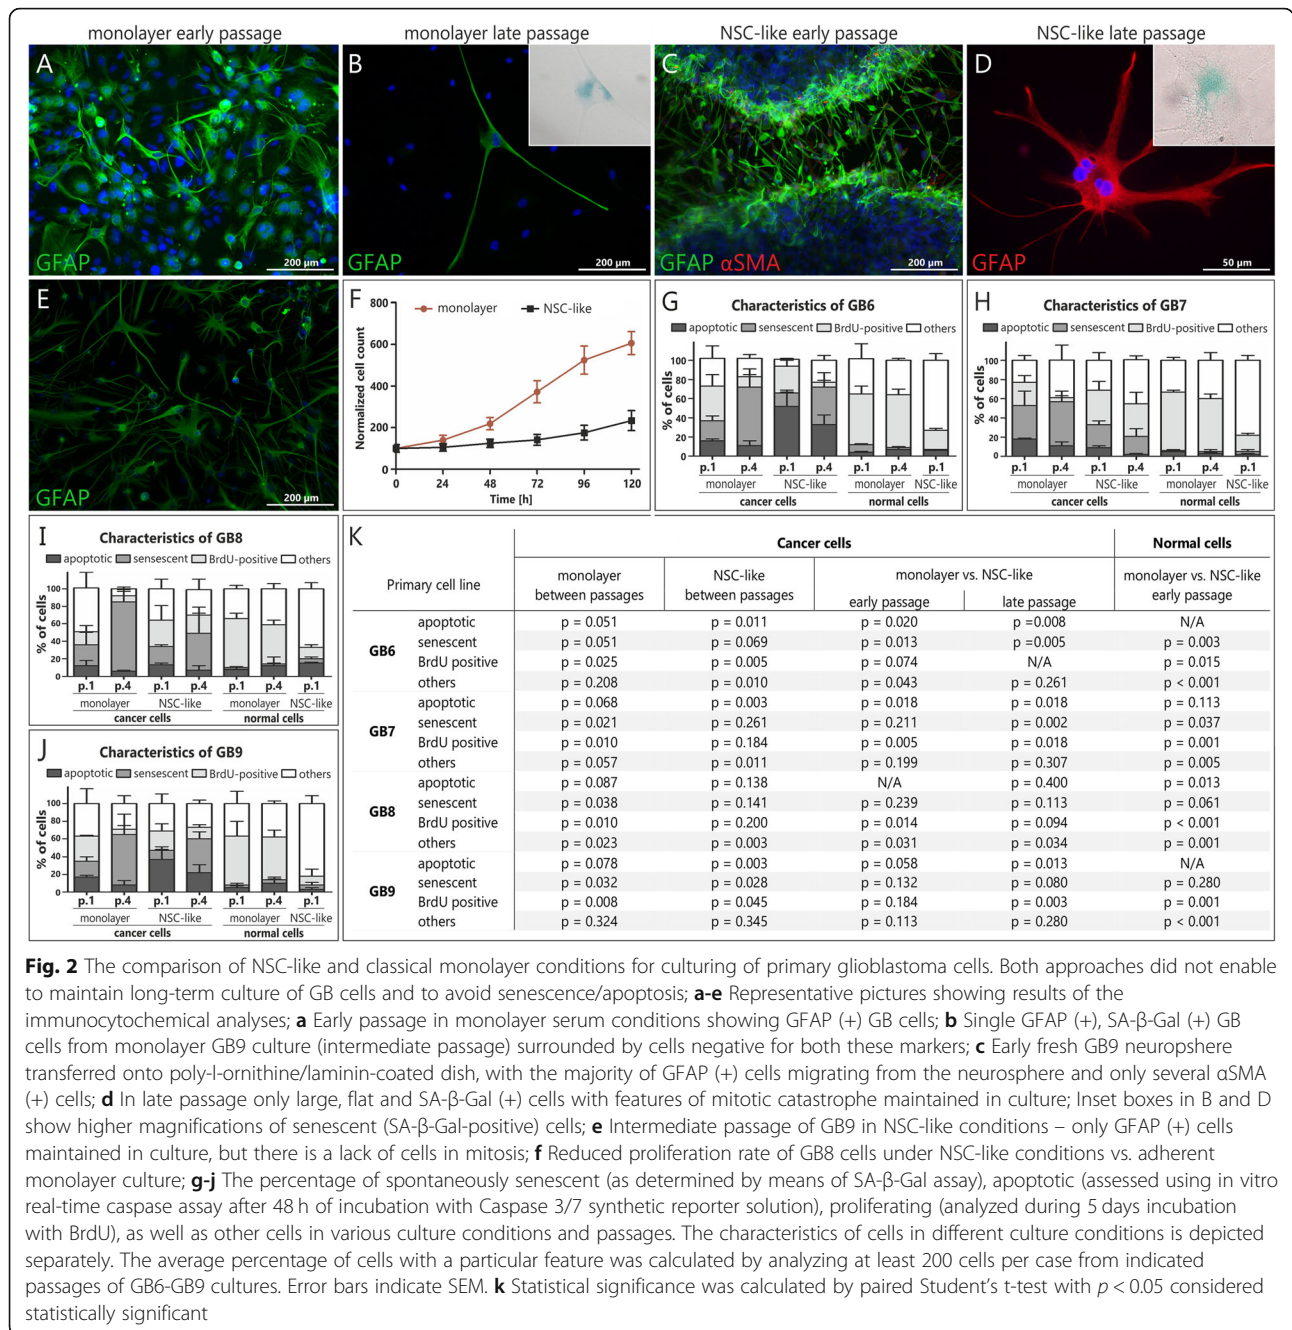 monolayer early passage
monolayer late passage
NSC-like early passage
NSC-like late passage
A
GFAP
200 µm
B
GFAP
200 µm
C
GFAP αSMA
200 µm
D
GFAP
50 µm
E
GFAP
200 µm
F
monolayer
NSC-like
Normalized cell count
800
600
400
200
0
0 24 48 72 96 120
Time [h]
G
Characteristics of GB6
apoptotic sensescent BrdU-positive others
% of cells
100
80
60
40
20
0
p.1 p.4 p.1 p.4 p.1 p.4 p.1
monolayer NSC-like monolayer NSC-like
cancer cells normal cells
H
Characteristics of GB7
apoptotic sensescent BrdU-positive others
% of cells
100
80
60
40
20
0
p.1 p.4 p.1 p.4 p.1 p.4 p.1
monolayer NSC-like monolayer NSC-like
cancer cells normal cells
I
Characteristics of GB8
apoptotic sensescent BrdU-positive others
% of cells
100
80
60
40
20
0
p.1 p.4 p.1 p.4 p.1 p.4 p.1
monolayer NSC-like monolayer NSC-like
cancer cells normal cells
J
Characteristics of GB9
apoptotic sensescent BrdU-positive others
% of cells
100
80
60
40
20
0
p.1 p.4 p.1 p.4 p.1 p.4 p.1
monolayer NSC-like monolayer NSC-like
cancer cells normal cells
K
Cancer cells Normal cells
Primary cell line monolayer between passages NSC-like between passages monolayer vs. NSC-like monolayer vs. NSC-like early passage
early passage late passage
GB6
apoptotic p = 0.051 p = 0.011 p = 0.020 p =0.008 N/A
senescent p = 0.051 p = 0.069 p = 0.013 p =0.005 p = 0.003
BrdU positive p = 0.025 p = 0.005 p = 0.074 N/A p = 0.015
others p = 0.208 p = 0.010 p = 0.043 p = 0.261 p < 0.001
GB7
apoptotic p = 0.068 p = 0.003 p = 0.018 p = 0.018 p = 0.113
senescent p = 0.021 p = 0.261 p = 0.211 p = 0.002 p = 0.037
BrdU positive p = 0.010 p = 0.184 p = 0.005 p = 0.018 p = 0.001
others p = 0.057 p = 0.011 p = 0.199 p = 0.307 p = 0.005
GB8
apoptotic p = 0.087 p = 0.138 N/A p = 0.400 p = 0.013
senescent p = 0.038 p = 0.141 p = 0.239 p = 0.113 p = 0.061
BrdU positive p = 0.010 p = 0.200 p = 0.014 p = 0.094 p < 0.001
others p = 0.023 p = 0.003 p = 0.031 p = 0.034 p = 0.001
GB9
apoptotic p = 0.078 p = 0.003 p = 0.058 p = 0.013 N/A
senescent p = 0.032 p = 0.028 p = 0.132 p = 0.080 p = 0.280
BrdU positive p = 0.008 p = 0.045 p = 0.184 p = 0.003 p = 0.001
others p = 0.324 p = 0.345 p = 0.113 p = 0.280 p < 0.001
Fig. 2 The comparison of NSC-like and classical monolayer conditions for culturing of primary glioblastoma cells. Both approaches did not enable
to maintain long-term culture of GB cells and to avoid senescence/apoptosis; a-e Representative pictures showing results of the
immunocytochemical analyses; a Early passage in monolayer serum conditions showing GFAP (+) GB cells; b Single GFAP (+), SA-β-Gal (+) GB
cells from monolayer GB9 culture (intermediate passage) surrounded by cells negative for both these markers; c Early fresh GB9 neuropshere
transferred onto poly-l-ornithine/laminin-coated dish, with the majority of GFAP (+) cells migrating from the neurosphere and only several αSMA
(+) cells; d In late passage only large, flat and SA-β-Gal (+) cells with features of mitotic catastrophe maintained in culture; Inset boxes in B and D
show higher magnifications of senescent (SA-β-Gal-positive) cells; e Intermediate passage of GB9 in NSC-like conditions – only GFAP (+) cells
maintained in culture, but there is a lack of cells in mitosis; f Reduced proliferation rate of GB8 cells under NSC-like conditions vs. adherent
monolayer culture; g-j The percentage of spontaneously senescent (as determined by means of SA-β-Gal assay), apoptotic (assessed using in vitro
real-time caspase assay after 48 h of incubation with Caspase 3/7 synthetic reporter solution), proliferating (analyzed during 5 days incubation
with BrdU), as well as other cells in various culture conditions and passages. The characteristics of cells in different culture conditions is depicted
separately. The average percentage of cells with a particular feature was calculated by analyzing at least 200 cells per case from indicated
passages of GB6-GB9 cultures. Error bars indicate SEM. k Statistical significance was calculated by paired Student's t-test with p < 0.05 considered
statistically significant